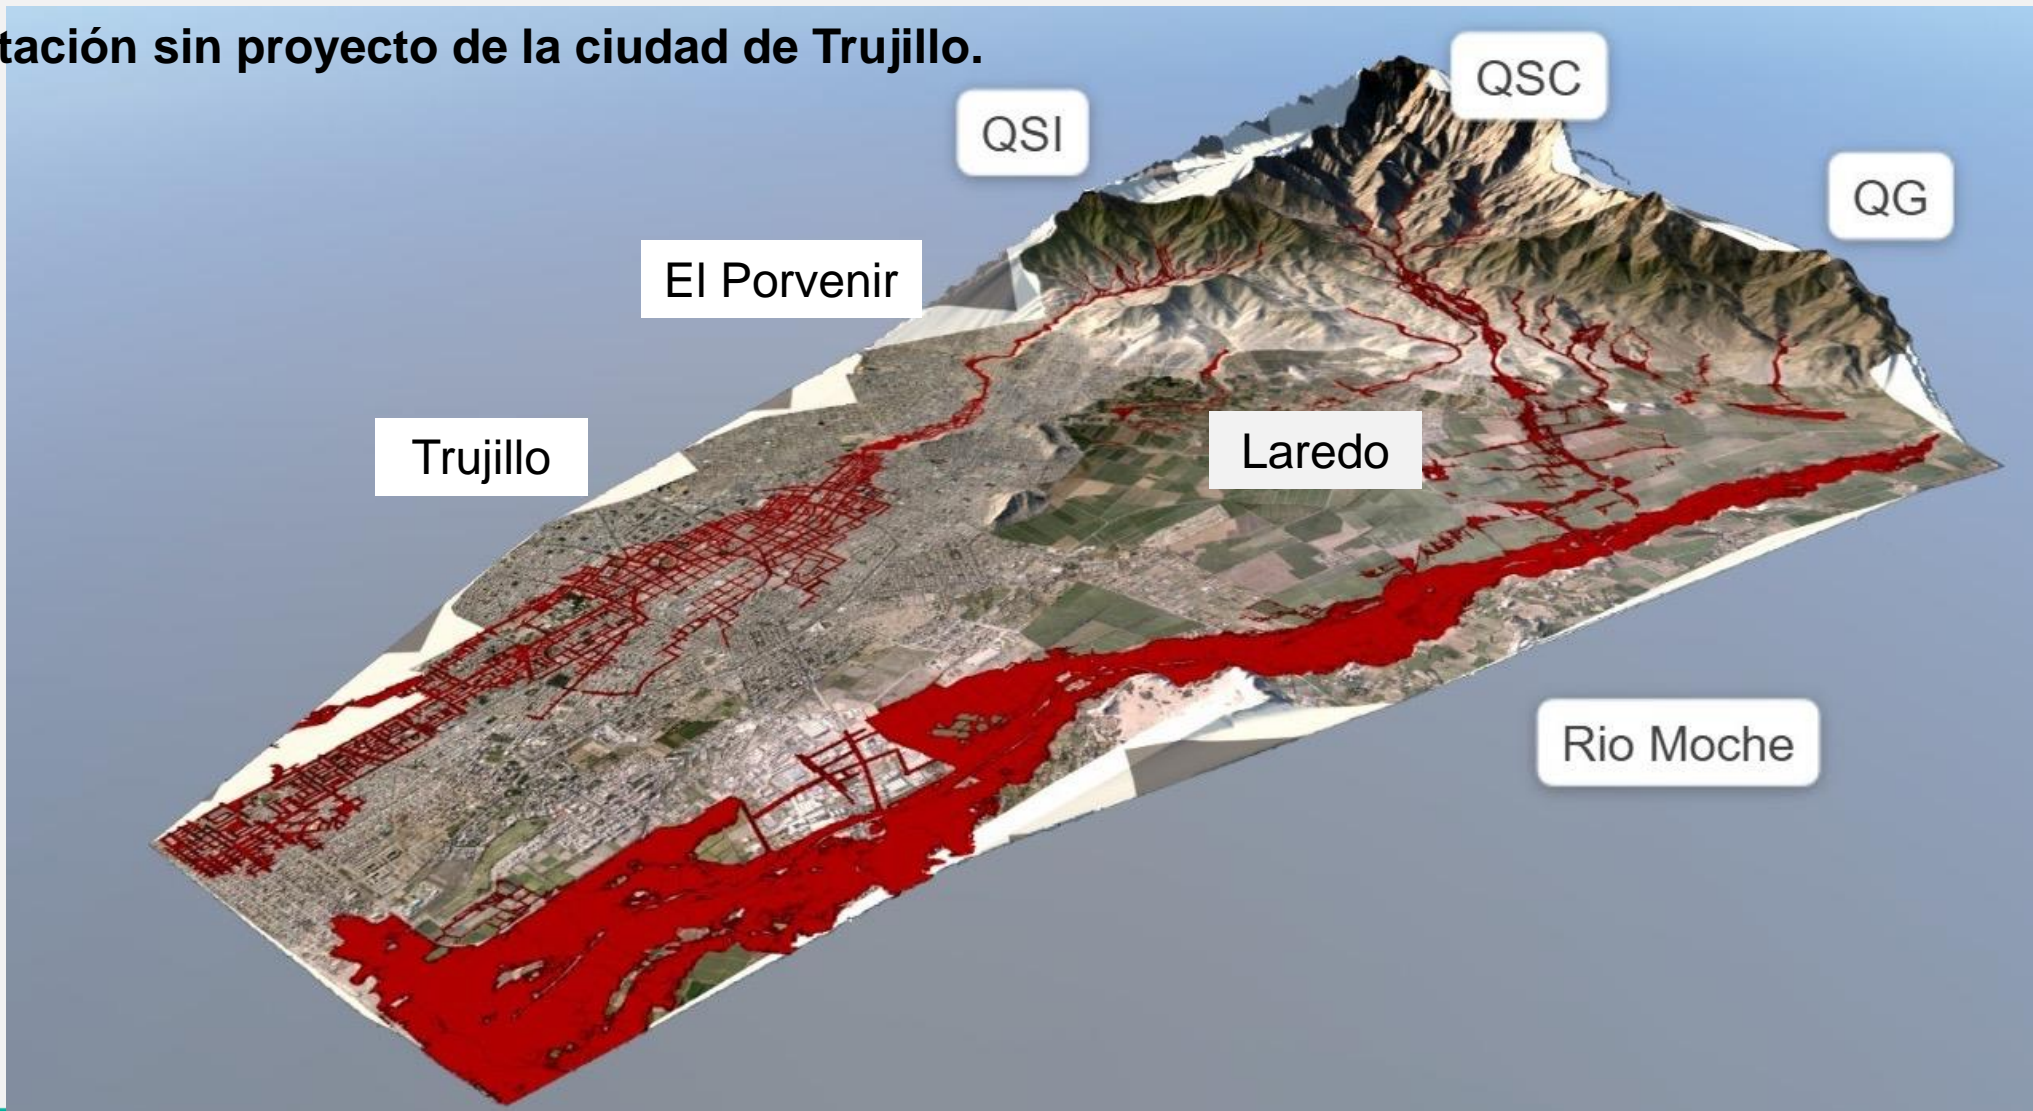 tación sin proyecto de la ciudad de Trujillo.
QSC
QSI
QG
El Porvenir
Trujillo
Laredo
Rio Moche